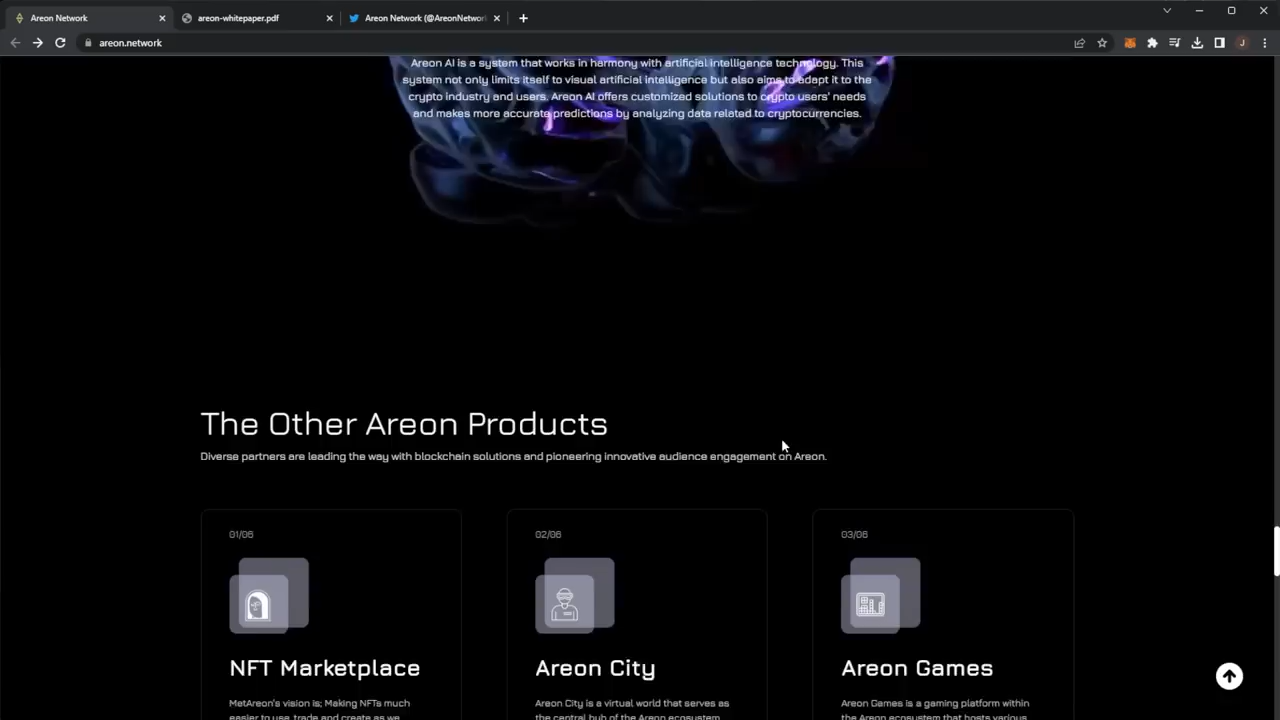 Areon Network
areon-whitepaper.pdf
Areon Network (@AreonNetwor
areon.network
J
Areon AI is a system that works in harmony with artificial intelligence technology. This
system not only limits itself to visual artificial intelligence but also aims to adapt it to the
crypto industry and users. Areon AI offers customized solutions to crypto users' needs
and makes more accurate predictions by analyzing data related to cryptocurrencies.
The Other Areon Products
Diverse partners are leading the way with blockchain solutions and pioneering innovative audience engagement on Areon.
01/06
02/06
03/06
NFT Marketplace
Areon City
Areon Games
MetAreon's vision is; Making NFTs much
easier to use, trade and create as we
Areon City is a virtual world that serves as
the central hub of the Areon ecosystem
Areon Games is a gaming platform within
the Areon ecosystem that hosts various